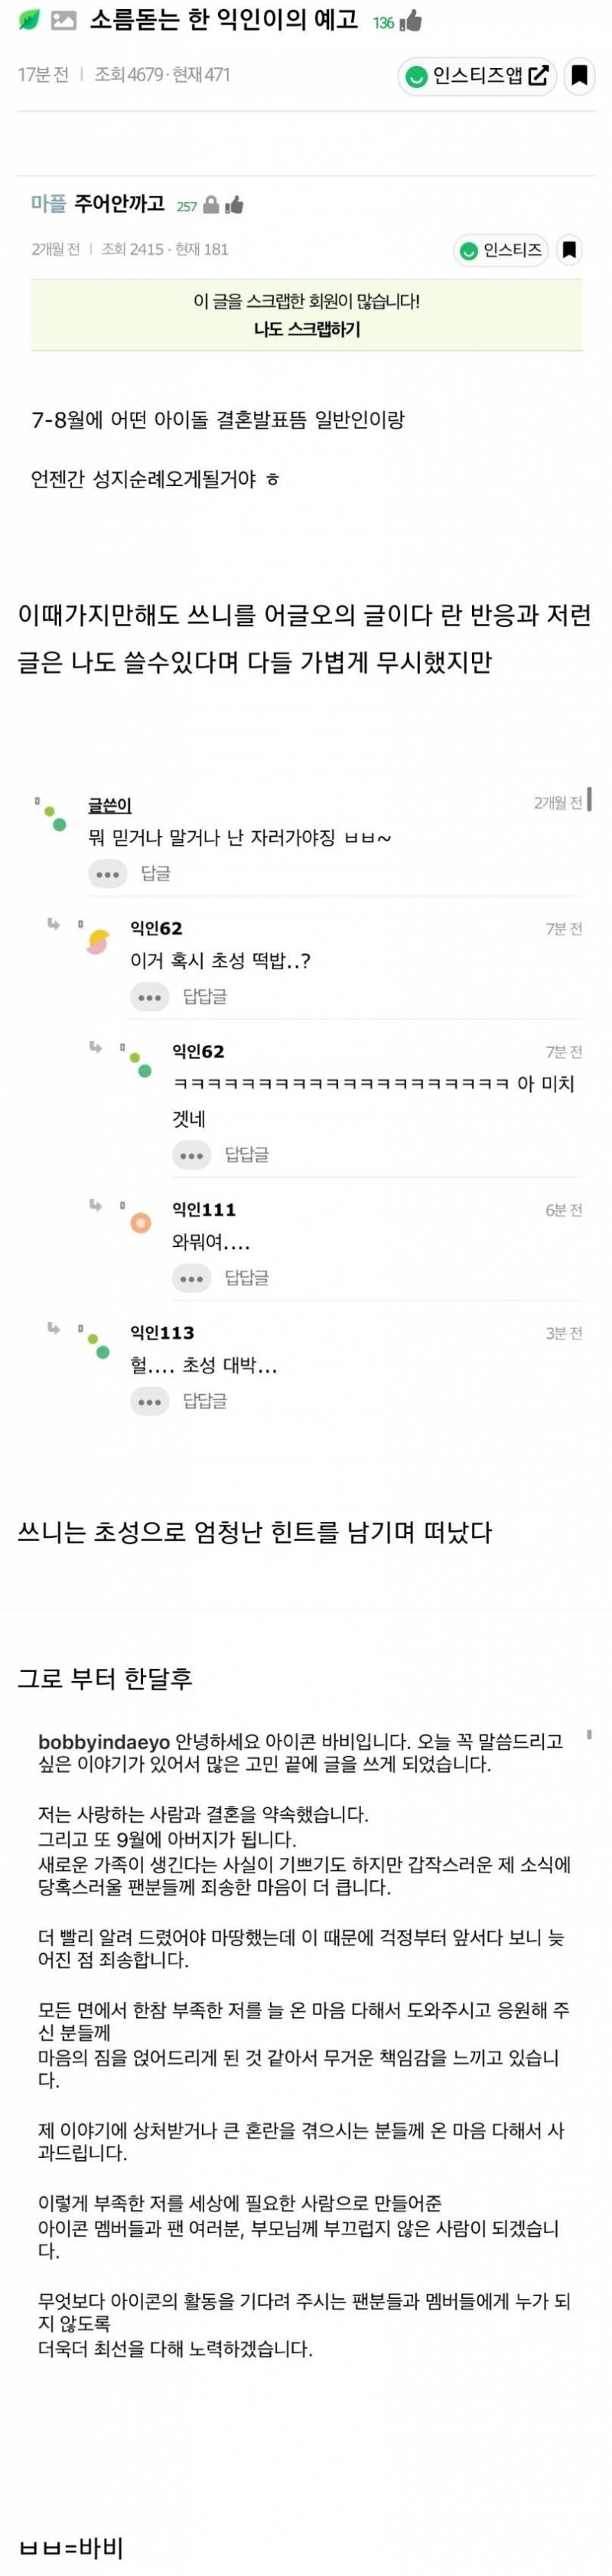 소름돋는 한 익인이의 예고 136
17분 전 | 조회 4679 · 현재 471 인스티즈앱
마플 주어안까고 257
2개월 전 | 조회 2415 · 현재 181 인스티즈
이 글을 스크랩한 회원이 많습니다!
나도 스크랩하기
7-8월에 어떤 아이돌 결혼발표뜸 일반인이랑
언젠간 성지순례오게될거야 ㅎ
이때가지만해도 쓰니를 어글오의 글이다 란 반응과 저런
글은 나도 쓸수있다며 다들 가볍게 무시했지만
글쓴이 2개월 전
뭐 믿거나 말거나 난 자러가야징 ㅂㅂ~
••• 답글
익인62 7분 전
이거 혹시 초성 떡밥..?
••• 답답글
익인62 7분 전
ㅋㅋㅋㅋㅋㅋㅋㅋㅋㅋㅋㅋㅋㅋㅋㅋㅋㅋㅋㅋ 아 미치
겟네
••• 답답글
익인111 6분 전
와뭐여....
••• 답답글
익인113 3분 전
헐.... 초성 대박...
••• 답답글
쓰니는 초성으로 엄청난 힌트를 남기며 떠났다
그로 부터 한달후
bobbyindaeyo 안녕하세요 아이콘 바비입니다. 오늘 꼭 말씀드리고
싶은 이야기가 있어서 많은 고민 끝에 글을 쓰게 되었습니다.
저는 사랑하는 사람과 결혼을 약속했습니다.
그리고 또 9월에 아버지가 됩니다.
새로운 가족이 생긴다는 사실이 기쁘기도 하지만 갑작스러운 제 소식에
당혹스러울 팬분들께 죄송한 마음이 더 큽니다.
더 빨리 알려 드렸어야 마땅했는데 이 때문에 걱정부터 앞서다 보니 늦
어진 점 죄송합니다.
모든 면에서 한참 부족한 저를 늘 온 마음 다해서 도와주시고 응원해 주
신 분들께
마음의 짐을 얹어드리게 된 것 같아서 무거운 책임감을 느끼고 있습니
다.
제 이야기에 상처받거나 큰 혼란을 겪으시는 분들께 온 마음 다해서 사
과드립니다.
이렇게 부족한 저를 세상에 필요한 사람으로 만들어준
아이콘 멤버들과 팬 여러분, 부모님께 부끄럽지 않은 사람이 되겠습니
다.
무엇보다 아이콘의 활동을 기다려 주시는 팬분들과 멤버들에게 누가 되
지 않도록
더욱더 최선을 다해 노력하겠습니다.
ㅂㅂ=바비